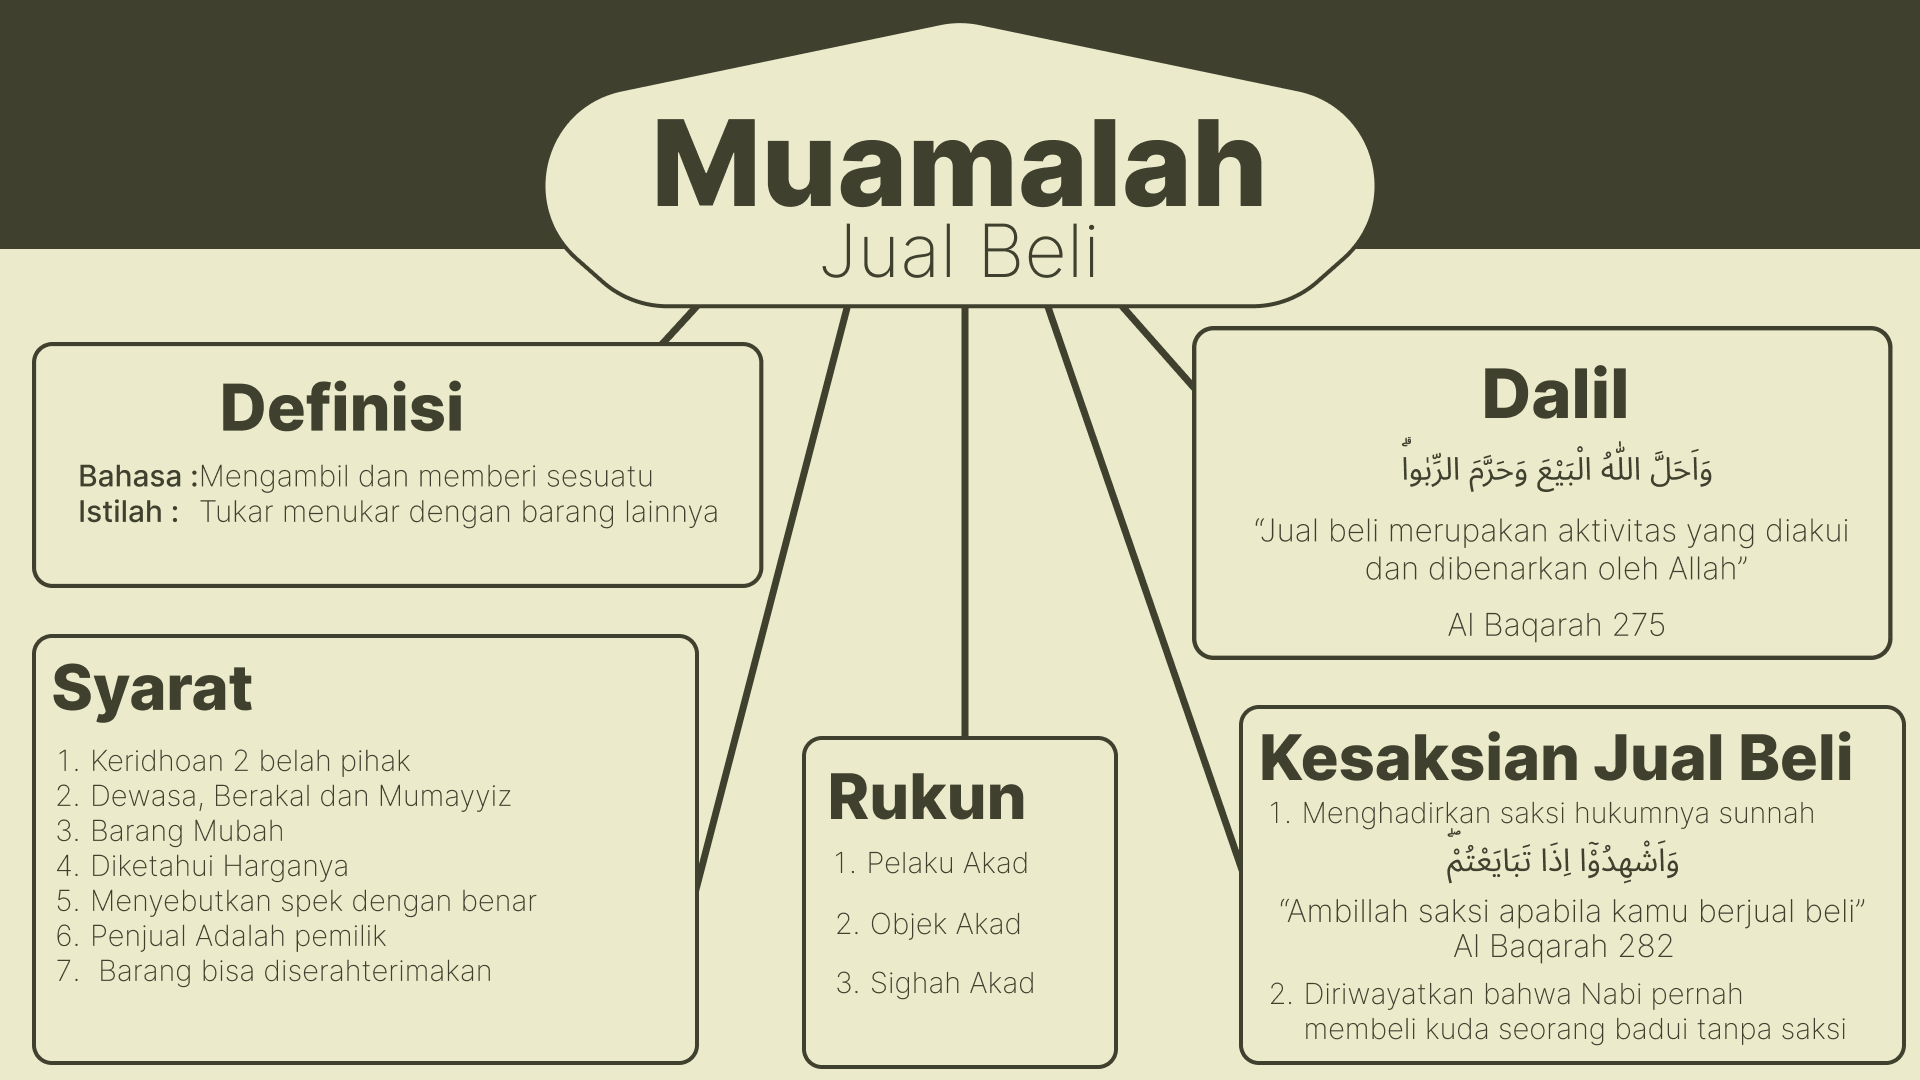 Muamalah
Jual Beli
Definisi
Bahasa :Mengambil dan memberi sesuatu
Istilah : Tukar menukar dengan barang lainnya
Dalil
وَاَحَلَّ اللّٰهُ الْبَيْعَ وَحَرَّمَ الرِّبٰواۗ
“Jual beli merupakan aktivitas yang diakui
dan dibenarkan oleh Allah”
Al Baqarah 275
Syarat
1. Keridhoan 2 belah pihak
2. Dewasa, Berakal dan Mumayyiz
3. Barang Mubah
4. Diketahui Harganya
5. Menyebutkan spek dengan benar
6. Penjual Adalah pemilik
7. Barang bisa diserahterimakan
Rukun
1. Pelaku Akad
2. Objek Akad
3. Sighah Akad
Kesaksian Jual Beli
1. Menghadirkan saksi hukumnya sunnah
وَاَشْهِدُوْٓا اِذَا تَبَايَعْتُمْ ۖ
“Ambillah saksi apabila kamu berjual beli”
Al Baqarah 282
2. Diriwayatkan bahwa Nabi pernah
membeli kuda seorang badui tanpa saksi